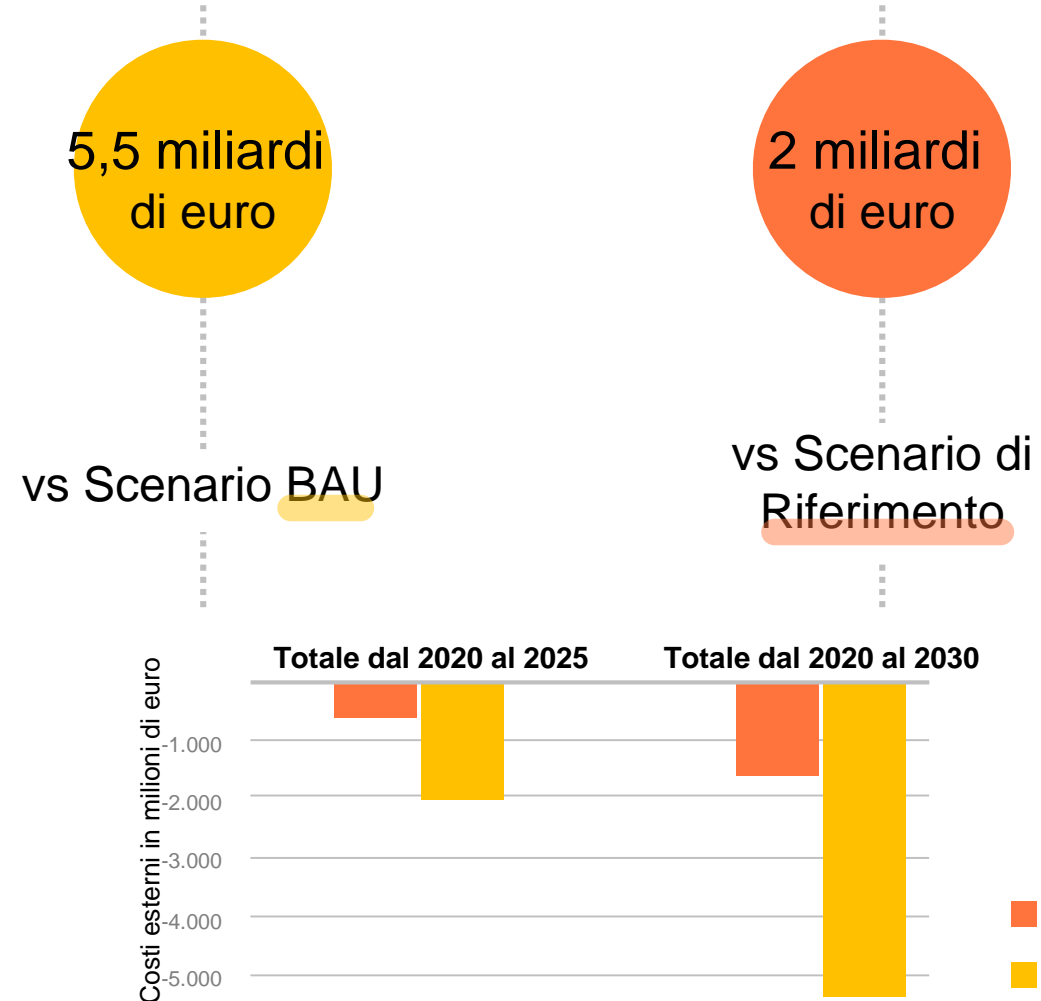 5,5 miliardi
di euro
2 miliardi
di euro
vs Scenario BAU
vs Scenario di
Riferimento
Totale dal 2020 al 2025
Totale dal 2020 al 2030
Costi esterni in milioni di euro
-1.000
-2.000
-3.000
-4.000
-5.000